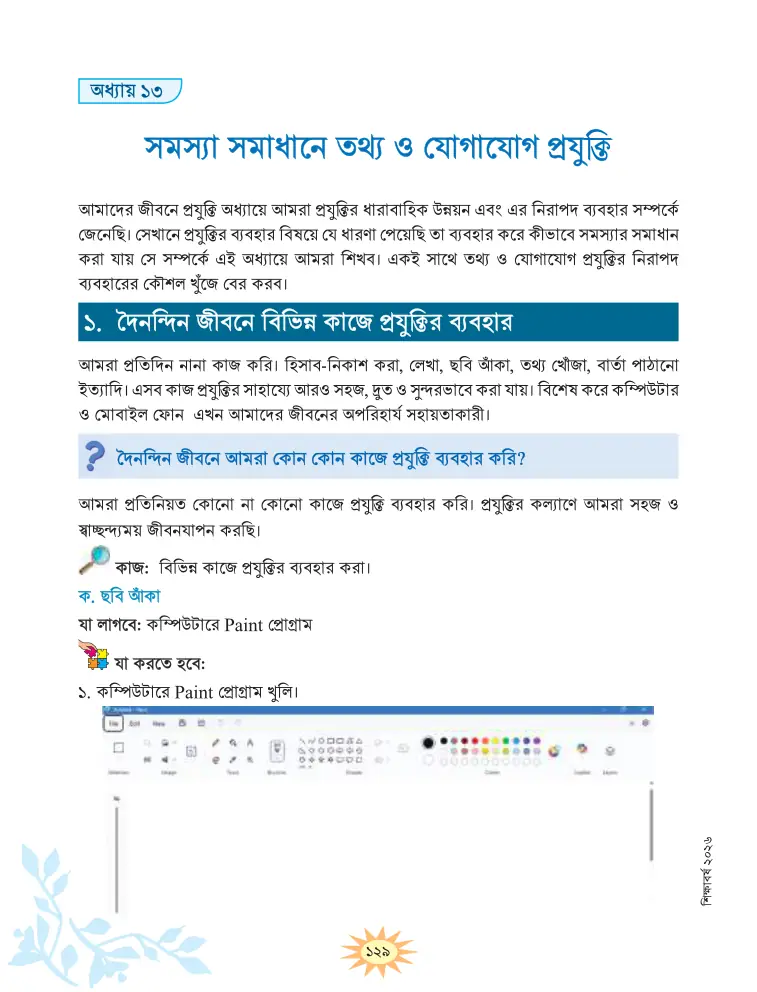 অধ্যায় ১৩
সমস্যা সমাধানে তথ্য ও যোগাযোগ প্রযুক্তি
আমাদের জীবনে প্রযুক্তি অধ্যায়ে আমরা প্রযুক্তির ধারাবাহিক উন্নয়ন এবং এর নিরাপদ ব্যবহার সম্পর্কে
জেনেছি। সেখানে প্রযুক্তির ব্যবহার বিষয়ে যে ধারণা পেয়েছি তা ব্যবহার করে কীভাবে সমস্যার সমাধান
করা যায় সে সম্পর্কে এই অধ্যায়ে আমরা শিখব। একই সাথে তথ্য ও যোগাযোগ প্রযুক্তির নিরাপদ
ব্যবহারের কৌশল খুঁজে বের করব।
১. দৈনন্দিন জীবনে বিভিন্ন কাজে প্রযুক্তির ব্যবহার
আমরা প্রতিদিন নানা কাজ করি। হিসাব-নিকাশ করা, লেখা, ছবি আঁকা, তথ্য খোঁজা, বার্তা পাঠানো
ইত্যাদি। এসব কাজ প্রযুক্তির সাহায্যে আরও সহজ, দ্রুত ও সুন্দরভাবে করা যায়। বিশেষ করে কম্পিউটার
ও মোবাইল ফোন এখন আমাদের জীবনের অপরিহার্য সহায়তাকারী।
দৈনন্দিন জীবনে আমরা কোন কোন কাজে প্রযুক্তি ব্যবহার করি?
আমরা প্রতিনিয়ত কোনো না কোনো কাজে প্রযুক্তি ব্যবহার করি। প্রযুক্তির কল্যাণে আমরা সহজ ও
স্বাচ্ছন্দ্যময় জীবনযাপন করছি।
কাজ: বিভিন্ন কাজে প্রযুক্তির ব্যবহার করা।
ক. ছবি আঁকা
যা লাগবে: কম্পিউটারে Paint প্রোগ্রাম
যা করতে হবে:
১. কম্পিউটারে Paint প্রোগ্রাম খুলি।
File Edit View
শিক্ষাবর্ষ ২০২৬
১২৯